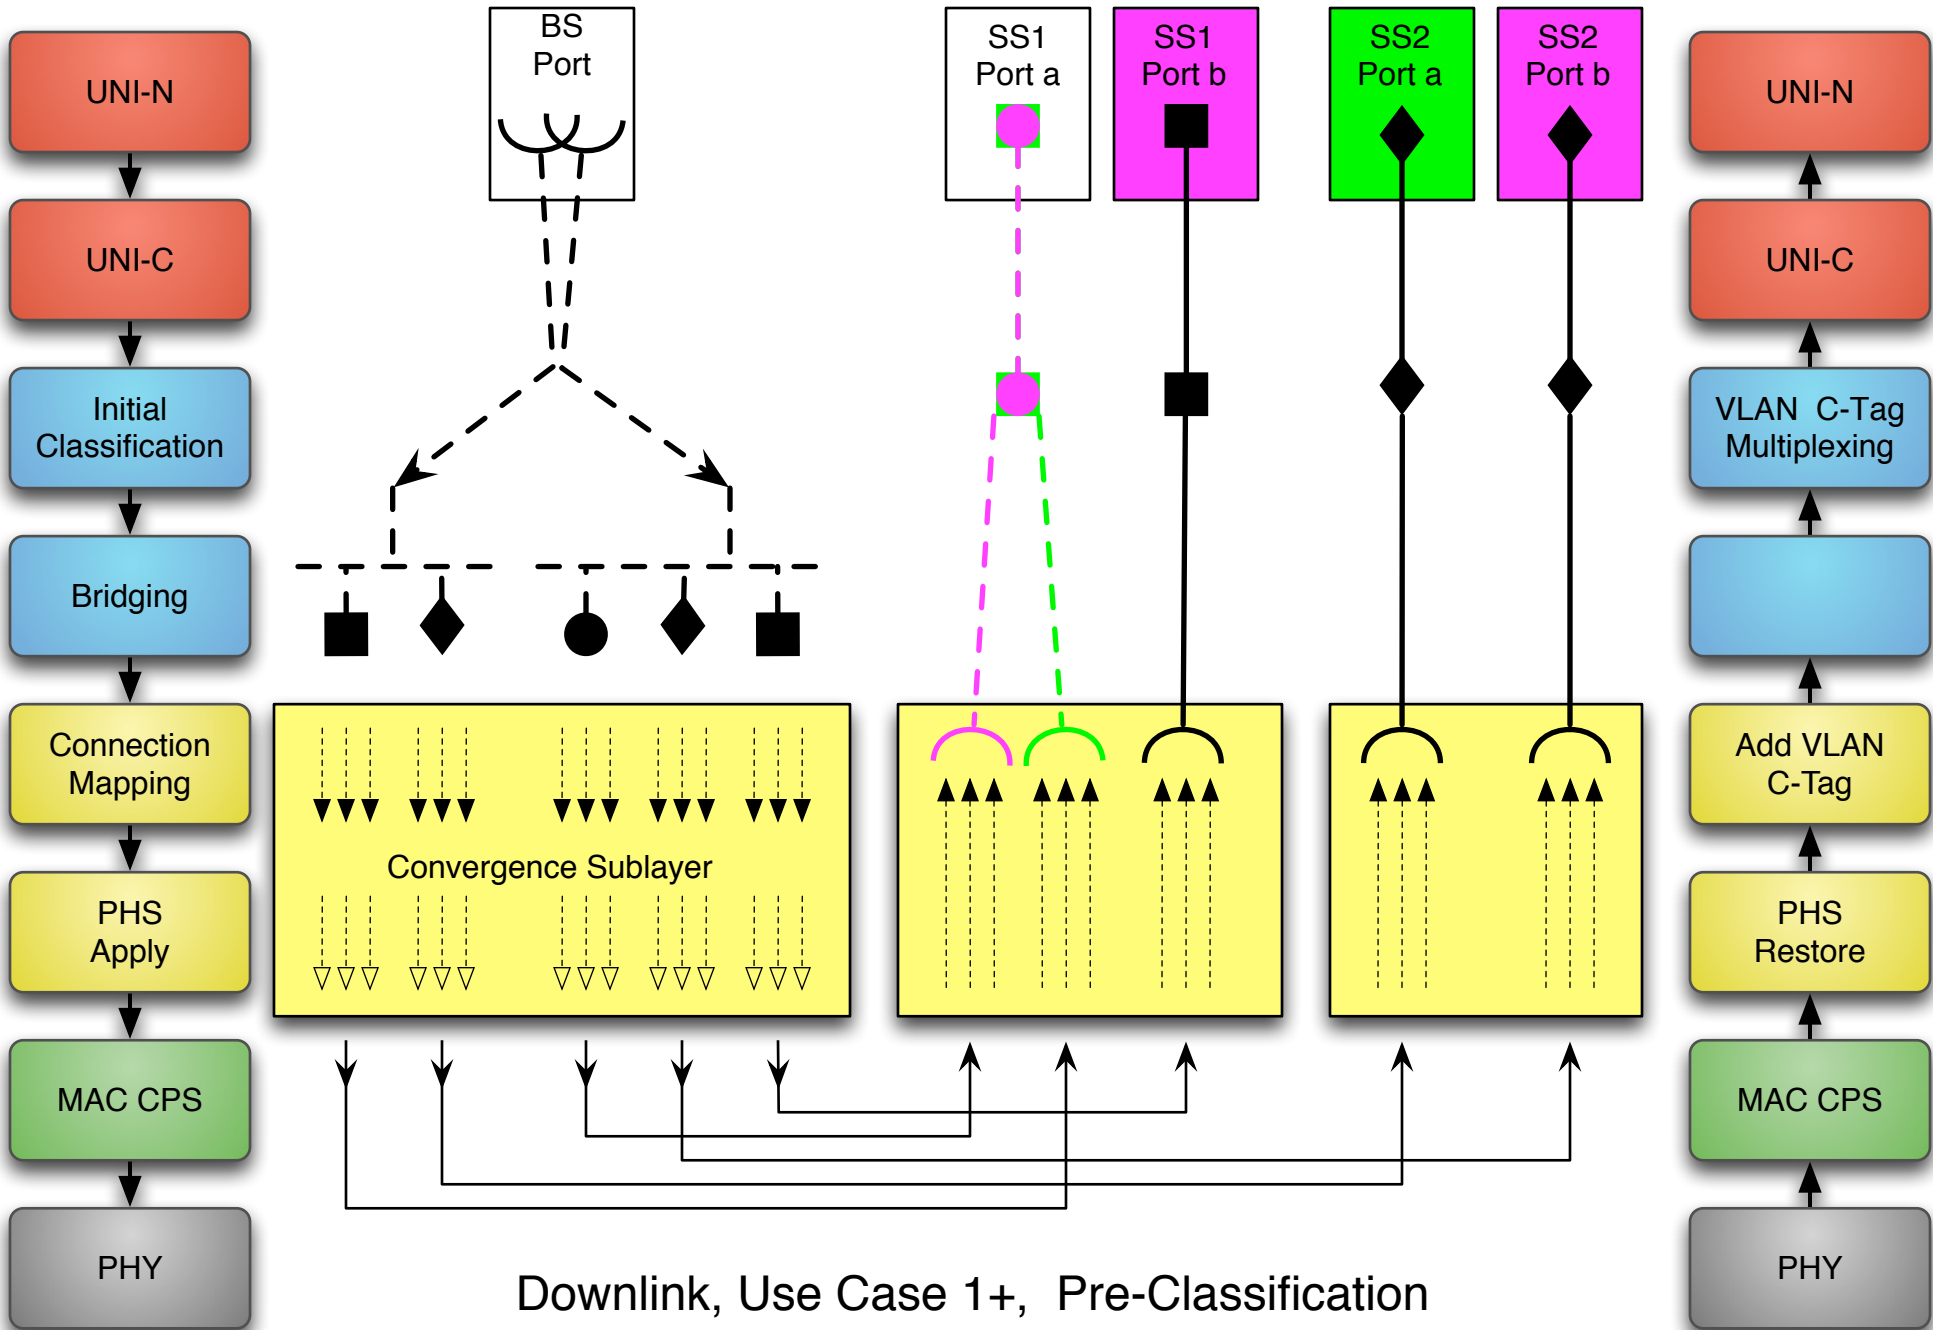 UNI-N
UNI-C
Initial
Classification
Bridging
Connection
Mapping
PHS
Apply
MAC CPS
PHY
BS
Port
SS1
Port a
SS1
Port b
SS2
Port a
SS2
Port b
Convergence Sublayer
UNI-N
UNI-C
VLAN  C-Tag
Multiplexing
Add VLAN
C-Tag
PHS
Restore
MAC CPS
PHY
Downlink, Use Case 1+,  Pre-Classification